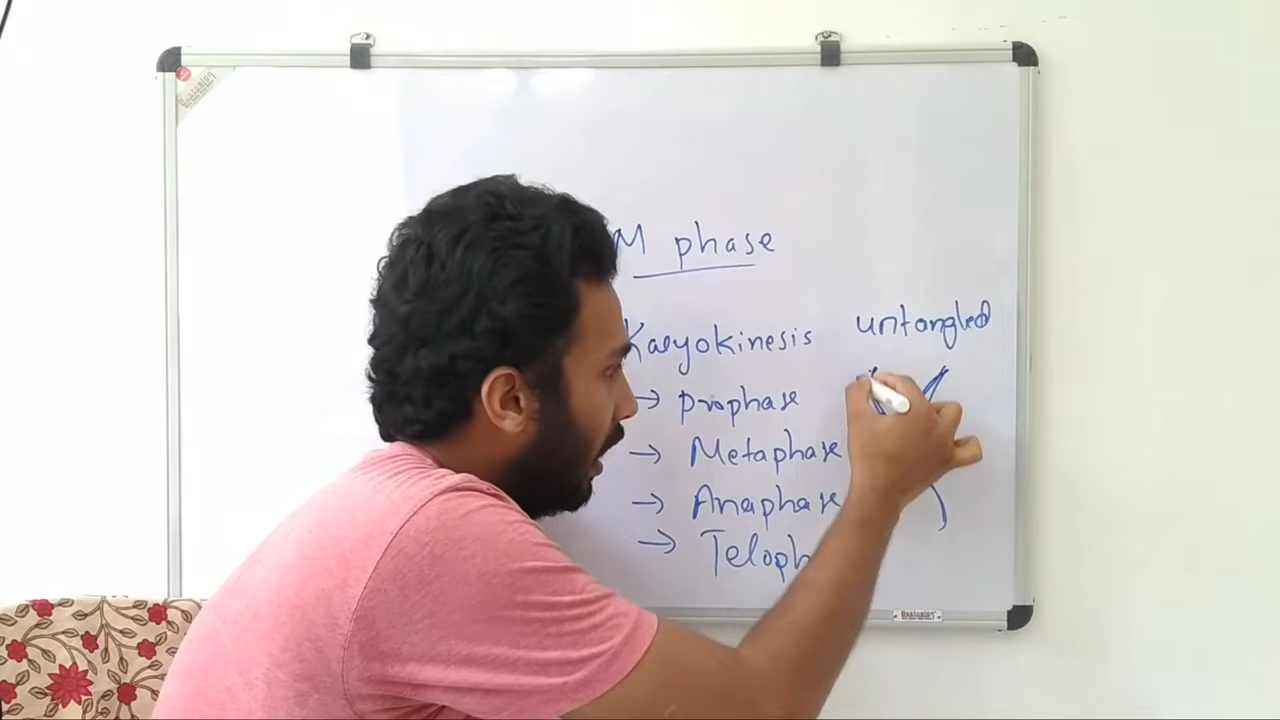 M phase
Karyokinesis
untangled
→ prophase
→ Metaphase
→ Anaphase
→ Teloph